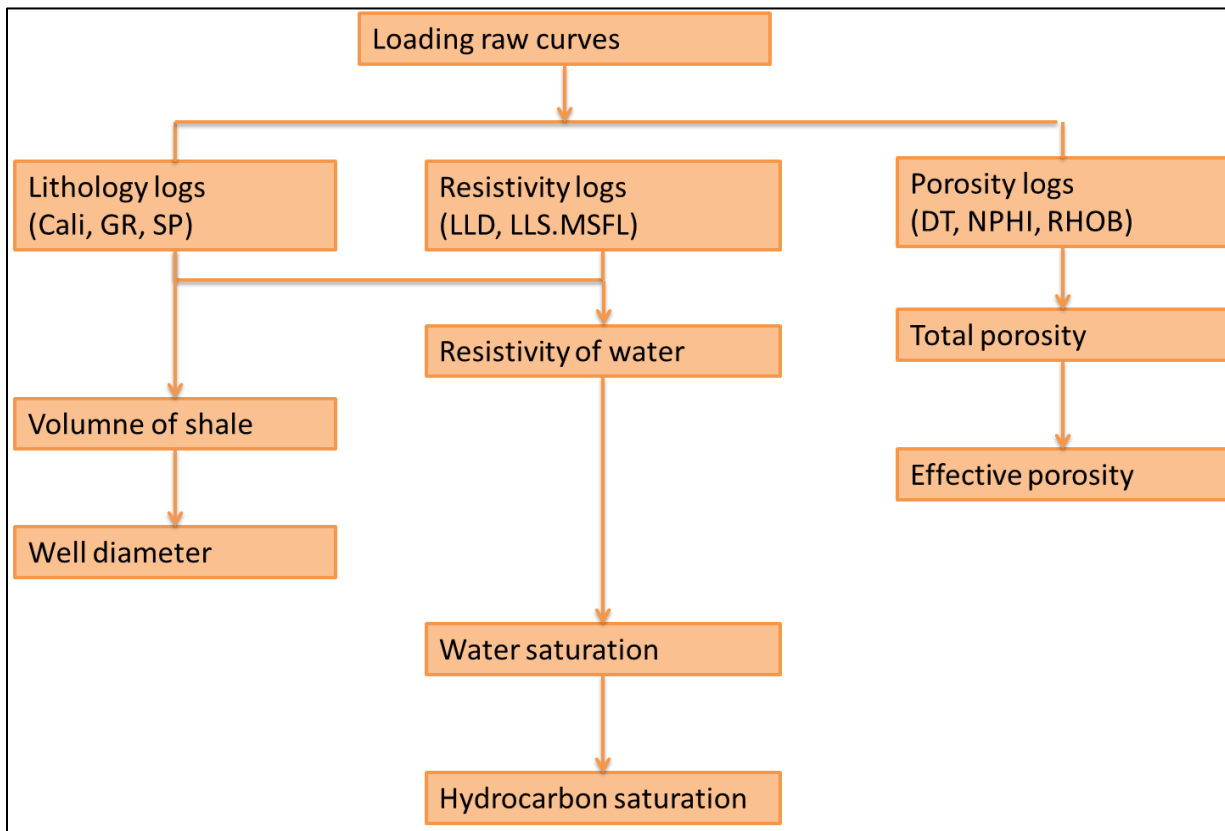 Loading raw curves
Lithology logs
(Cali, GR, SP)
Resistivity logs
(LLD, LLS.MSFL)
Porosity logs
(DT, NPHI, RHOB)
Resistivity of water
Total porosity
Volumne of shale
Effective porosity
Well diameter
Water saturation
Hydrocarbon saturation